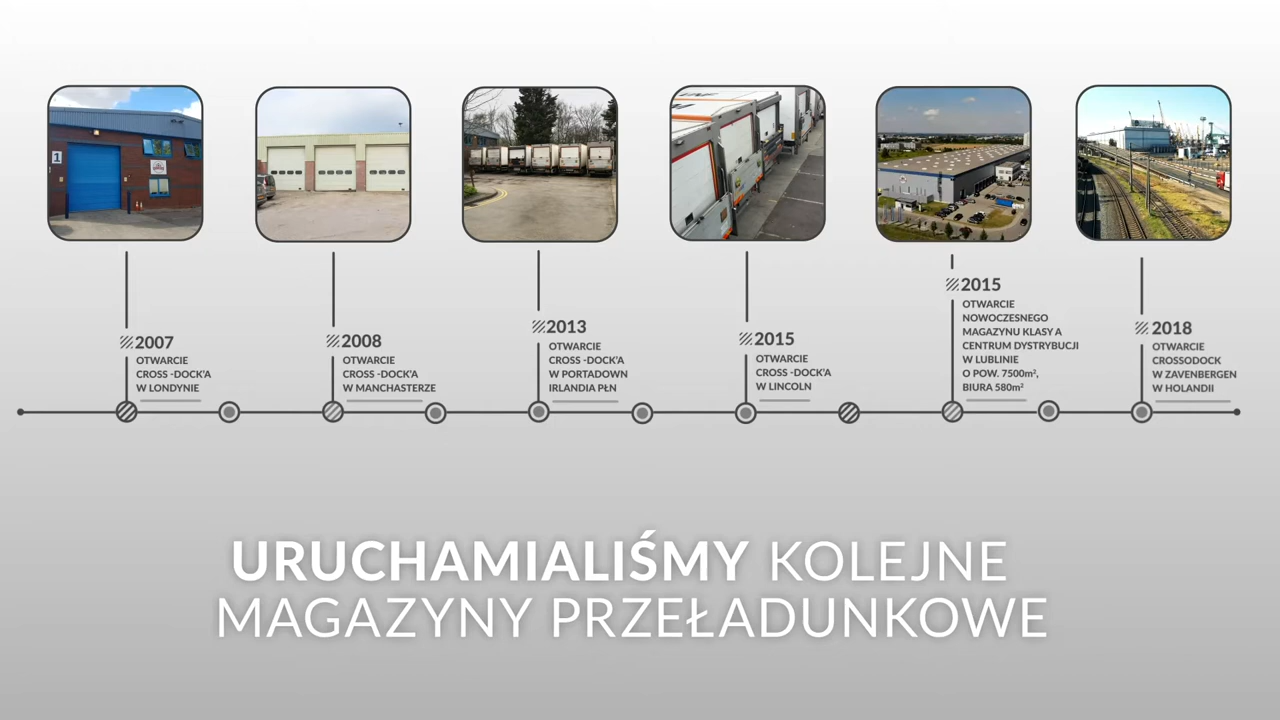 1
2007
OTWARCIE
CROSS -DOCK'A
W LONDYNIE
2008
OTWARCIE
CROSS -DOCK'A
W MANCHASTERZE
2013
OTWARCIE
CROSS -DOCK'A
W PORTADOWN
IRLANDIA PŁN
2015
OTWARCIE
CROSS -DOCK'A
W LINCOLN
2015
OTWARCIE
NOWOCZESNEGO
MAGAZYNU KLASY A
CENTRUM DYSTRYBUCJI
W LUBLINIE
O POW. 7500m²,
BIURA 580m²
2018
OTWARCIE
CROSSODOCK
W ZAVENBERGEN
W HOLANDII
URUCHAMIALIŚMY KOLEJNE
MAGAZYNY PRZEŁADUNKOWE